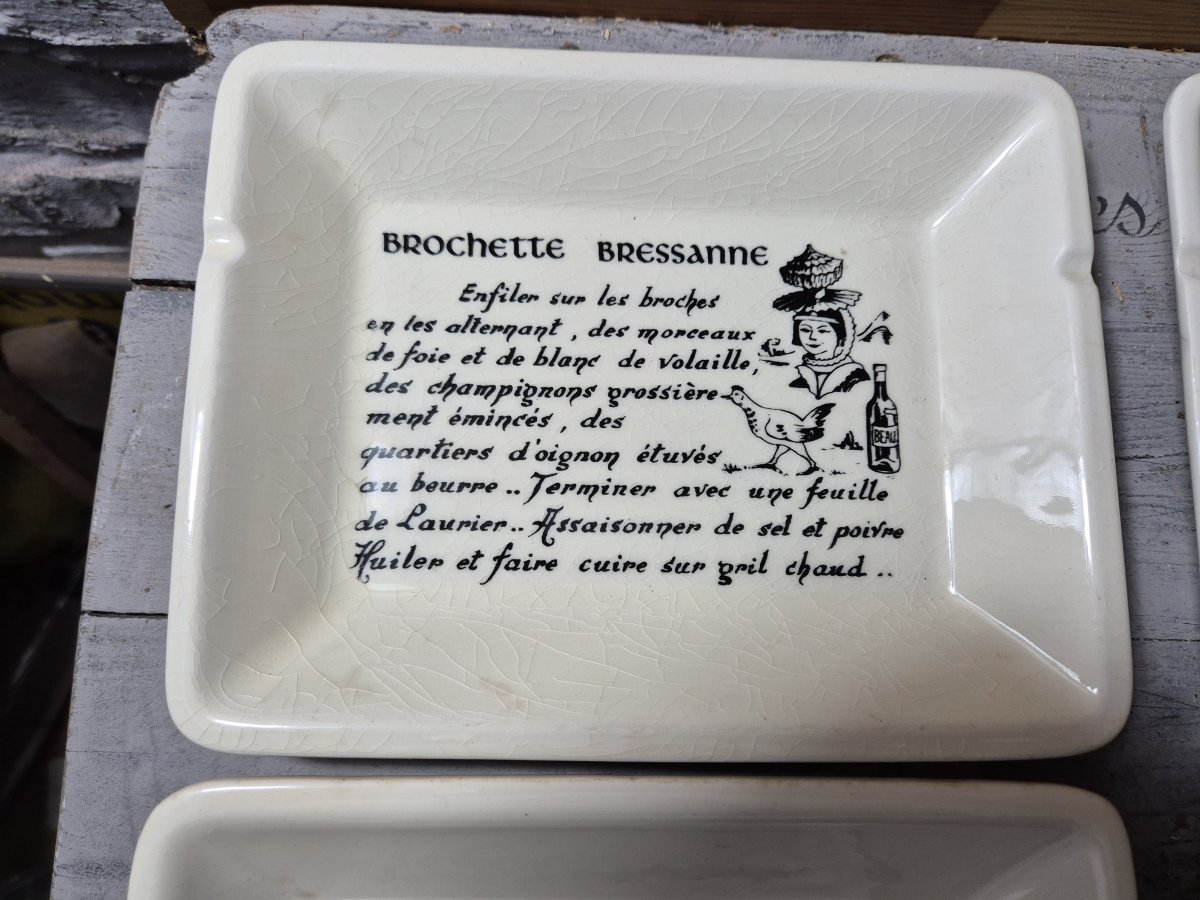 BROCHETTE BRESSANNE
Enfiler sur les broches
en les alternant, des morceaux
de foie et de blanc de volaille,
des champignons grossière-
ment émincés, des
quartiers d'oignon étuvés
au beurre.. Terminer avec une feuille
de Laurier.. Assaisonner de sel et poivre
Huiler et faire cuire sur gril chaud ..